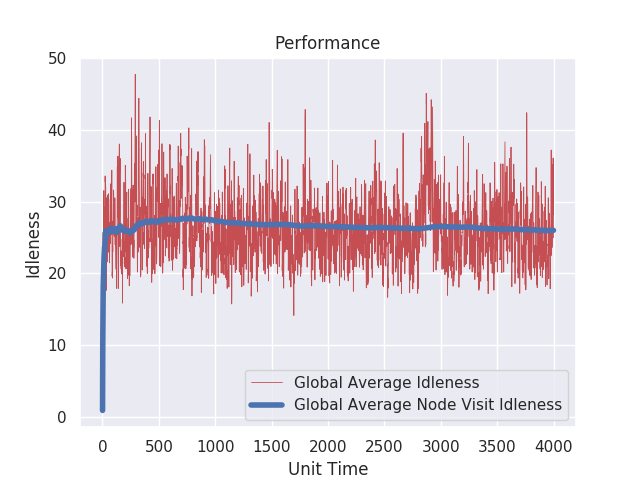 Performance
50
40
30
20
10
0
Idleness
Global Average Idleness
Global Average Node Visit Idleness
0 500 1000 1500 2000 2500 3000 3500 4000
Unit Time